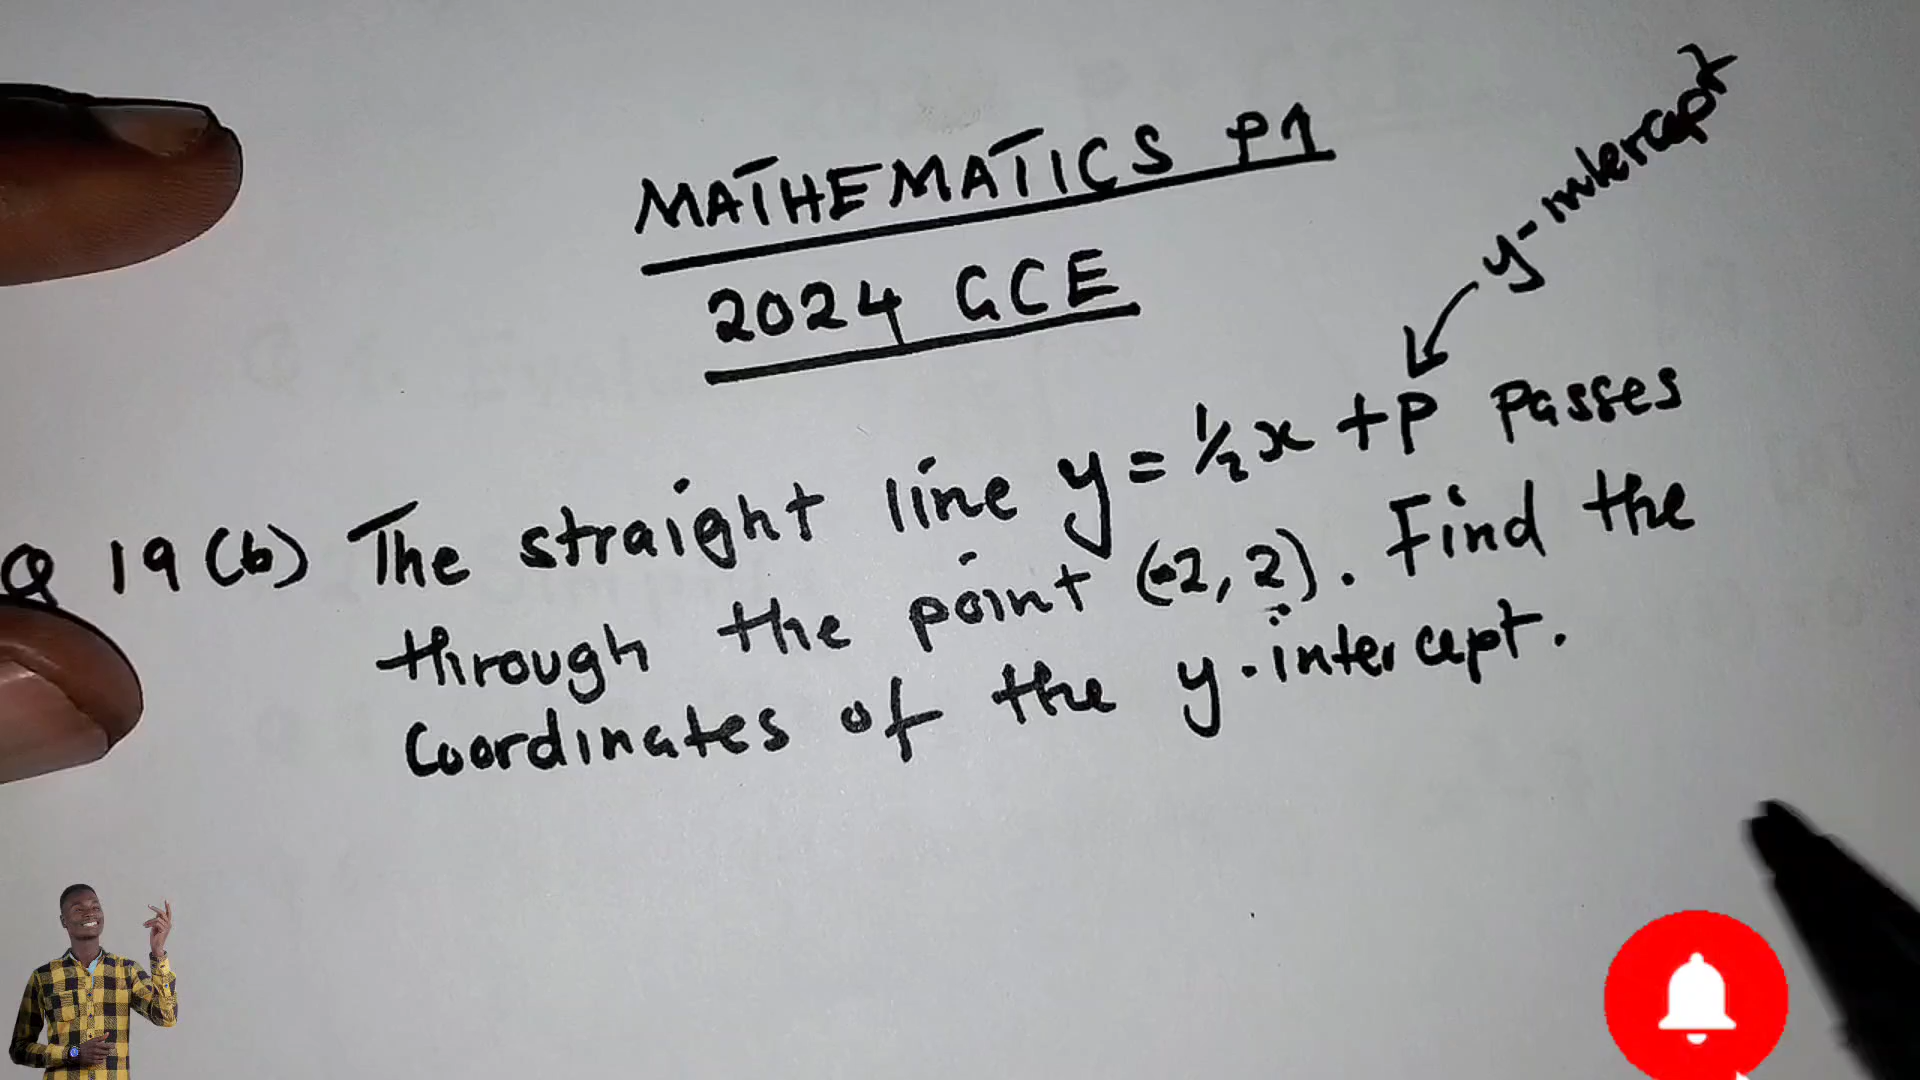 MATHEMATICS P1
2024 GCE
y-intercept
Q 19 (b) The straight line y = ½x + P passes
through the point (-2, 2). Find the
Coordinates of the y-intercept.